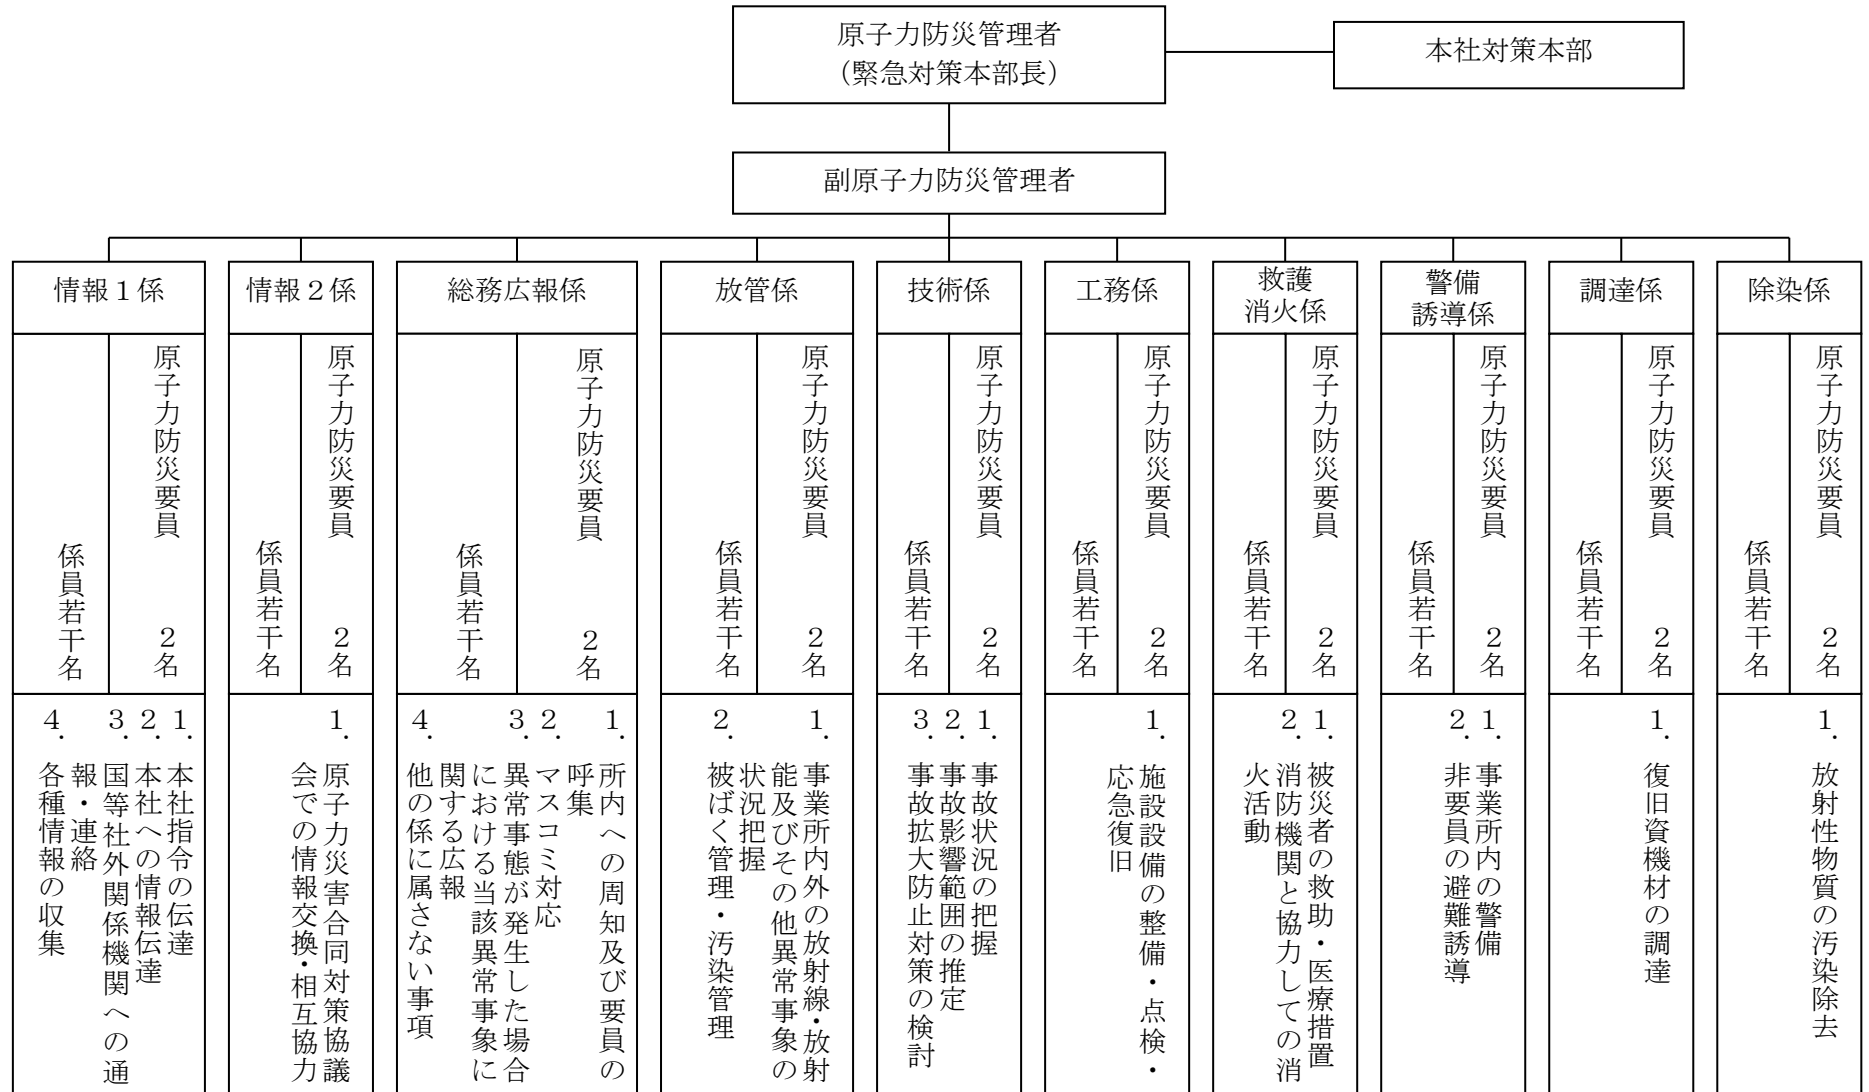 原子力防災管理者
（緊急対策本部長）
本社対策本部
副原子力防災管理者
情報１係
原子力防災要員　２名
係員若干名
１．本社指令の伝達
２．本社への情報伝達
３．国等社外関係機関への通
報・連絡
４．各種情報の収集
情報２係
原子力防災要員　２名
係員若干名
１．原子力災害合同対策協議
会での情報交換・相互協力
総務広報係
原子力防災要員　２名
係員若干名
１．所内への周知及び要員の
呼集
２．マスコミ対応
３．異常事態が発生した場合
における当該異常事象に
関する広報
４．他の係に属さない事項
放管係
原子力防災要員　２名
係員若干名
１．事業所内外の放射線・放射
能及びその他異常事象の
状況把握
２．被ばく管理・汚染管理
技術係
原子力防災要員　２名
係員若干名
１．事故状況の把握
２．事故影響範囲の推定
３．事故拡大防止対策の検討
工務係
原子力防災要員　２名
係員若干名
１．施設設備の整備・点検・
応急復旧
救護
消火係
原子力防災要員　２名
係員若干名
１．被災者の救助・医療措置
２．消防機関と協力しての消
火活動
警備
誘導係
原子力防災要員　２名
係員若干名
１．事業所内の警備
２．非要員の避難誘導
調達係
原子力防災要員　２名
係員若干名
１．復旧資機材の調達
除染係
原子力防災要員　２名
係員若干名
１．放射性物質の汚染除去